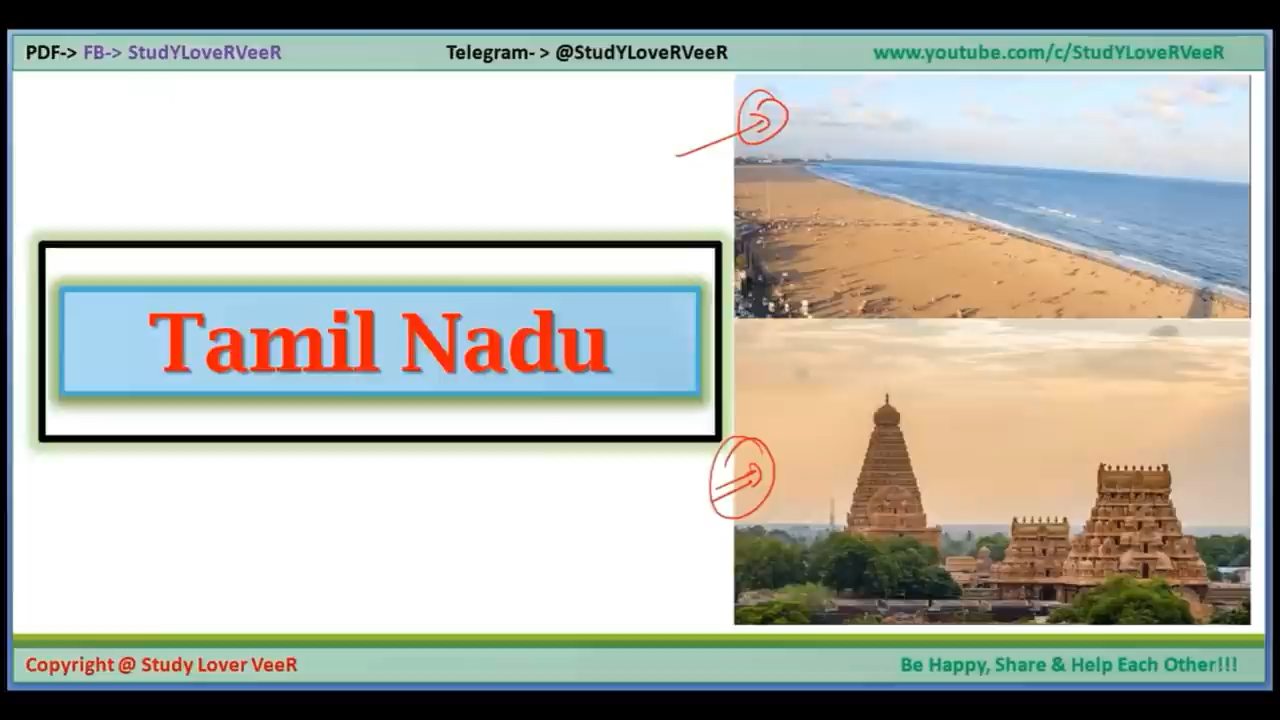 PDF-> FB-> StudYLoveRVeeR
Telegram- > @StudYLoveRVeeR
www.youtube.com/c/StudYLoveRVeeR
Tamil Nadu
Copyright @ Study Lover VeeR
Be Happy, Share & Help Each Other!!!